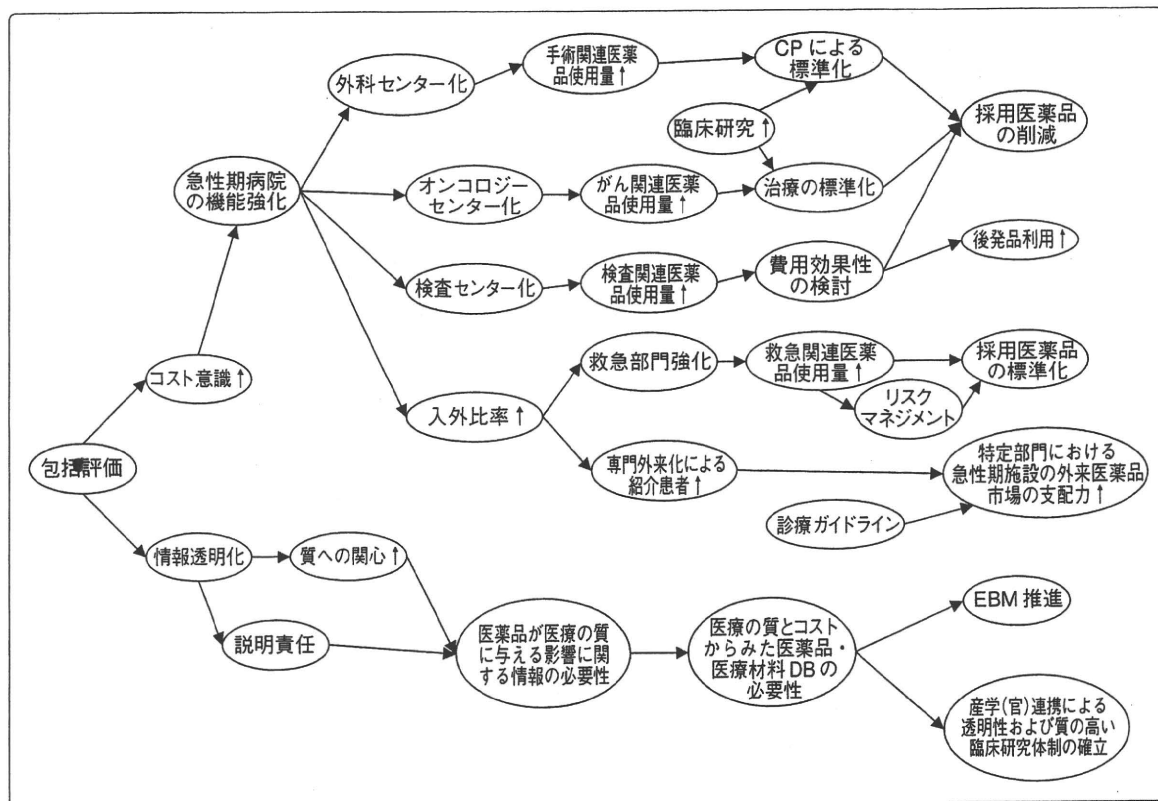 手術関連医薬
品使用量↑
CPによる
標準化
外科センター化
臨床研究↑
採用医薬品
の削減
急性期病院
の機能強化
オンコロジー
センター化
がん関連医薬
品使用量↑
治療の標準化
検査センター化
検査関連医薬
品使用量↑
費用効果性
の検討
後発品利用↑
コスト意識↑
入外比率↑
救急部門強化
救急関連医薬
品使用量↑
採用医薬品
の標準化
リスク
マネジメント
包括評価
専門外来化による
紹介患者↑
特定部門における
急性期施設の外来医薬品
市場の支配力↑
診療ガイドライン
情報透明化
質への関心↑
説明責任
医薬品が医療の質
に与える影響に関
する情報の必要性
医療の質とコスト
からみた医薬品・
医療材料DBの
必要性
EBM推進
産学(官)連携による
透明性および質の高い
臨床研究体制の確立